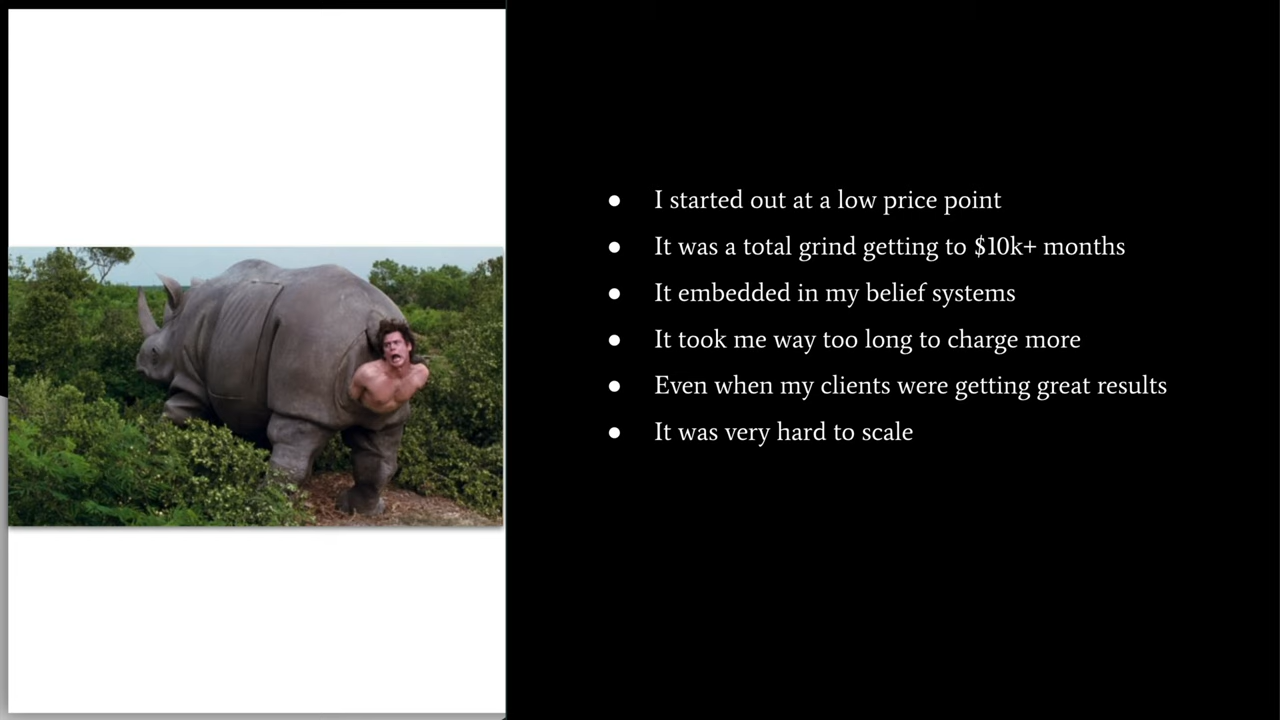 ● I started out at a low price point
● It was a total grind getting to $10k+ months
● It embedded in my belief systems
● It took me way too long to charge more
● Even when my clients were getting great results
● It was very hard to scale